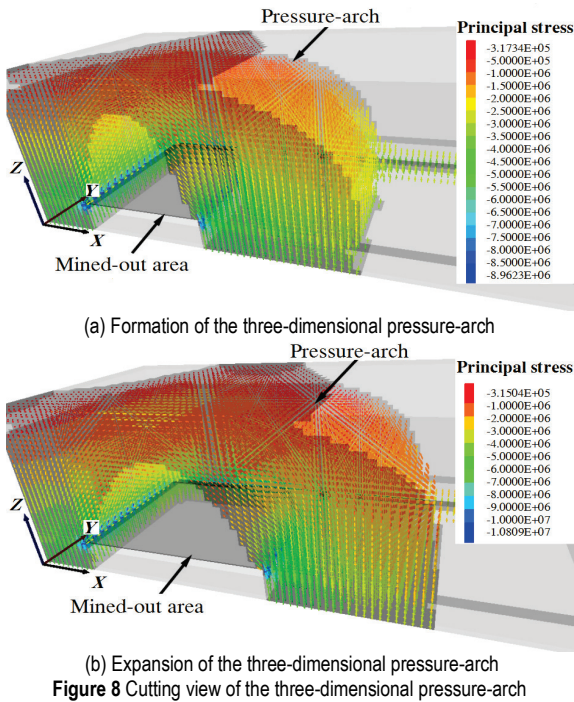 Pressure-arch
Principal stress
-3.1734E+05
-5.0000E+05
-1.0000E+06
-1.5000E+06
-2.0000E+06
-2.5000E+06
-3.0000E+06
-3.5000E+06
-4.0000E+06
-4.5000E+06
-5.0000E+06
-5.5000E+06
-6.0000E+06
-6.5000E+06
-7.0000E+06
-7.5000E+06
-8.0000E+06
-8.5000E+06
-8.9623E+06
Z
Y
X
Mined-out area
(a) Formation of the three-dimensional pressure-arch
Pressure-arch
Principal stress
-3.1504E+05
-1.0000E+06
-2.0000E+06
-3.0000E+06
-4.0000E+06
-5.0000E+06
-6.0000E+06
-7.0000E+06
-8.0000E+06
-9.0000E+06
-1.0000E+07
-1.0809E+07
Z
Y
X
Mined-out area
(b) Expansion of the three-dimensional pressure-arch
Figure 8 Cutting view of the three-dimensional pressure-arch